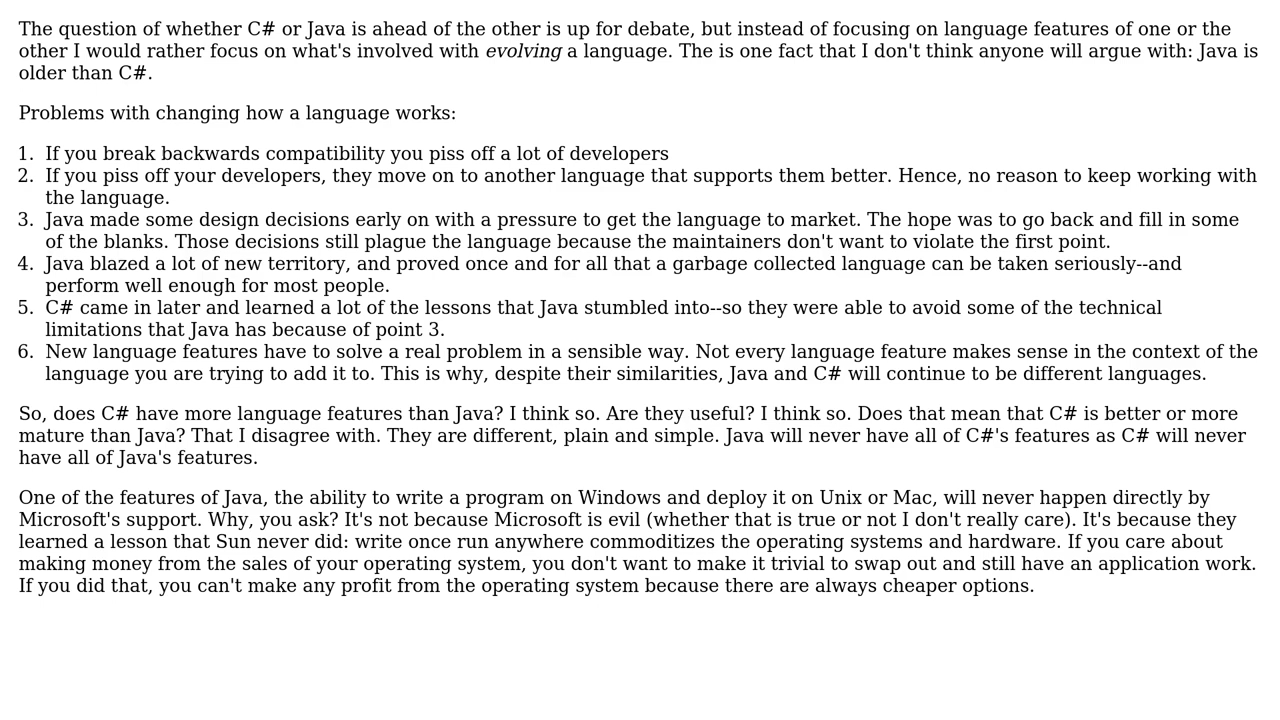 The question of whether C# or Java is ahead of the other is up for debate, but instead of focusing on language features of one or the
other I would rather focus on what's involved with evolving a language. The is one fact that I don't think anyone will argue with: Java is
older than C#.
Problems with changing how a language works:
1. If you break backwards compatibility you piss off a lot of developers
2. If you piss off your developers, they move on to another language that supports them better. Hence, no reason to keep working with
the language.
3. Java made some design decisions early on with a pressure to get the language to market. The hope was to go back and fill in some
of the blanks. Those decisions still plague the language because the maintainers don't want to violate the first point.
4. Java blazed a lot of new territory, and proved once and for all that a garbage collected language can be taken seriously--and
perform well enough for most people.
5. C# came in later and learned a lot of the lessons that Java stumbled into--so they were able to avoid some of the technical
limitations that Java has because of point 3.
6. New language features have to solve a real problem in a sensible way. Not every language feature makes sense in the context of the
language you are trying to add it to. This is why, despite their similarities, Java and C# will continue to be different languages.
So, does C# have more language features than Java? I think so. Are they useful? I think so. Does that mean that C# is better or more
mature than Java? That I disagree with. They are different, plain and simple. Java will never have all of C#'s features as C# will never
have all of Java's features.
One of the features of Java, the ability to write a program on Windows and deploy it on Unix or Mac, will never happen directly by
Microsoft's support. Why, you ask? It's not because Microsoft is evil (whether that is true or not I don't really care). It's because they
learned a lesson that Sun never did: write once run anywhere commoditizes the operating systems and hardware. If you care about
making money from the sales of your operating system, you don't want to make it trivial to swap out and still have an application work.
If you did that, you can't make any profit from the operating system because there are always cheaper options.